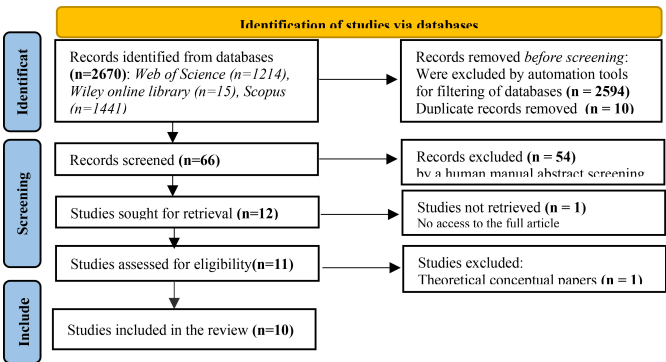 Identification of studies via databases
Identificat
Records identified from databases
(n=2670): Web of Science (n=1214),
Wiley online library (n=15), Scopus
(n=1441)
Records removed before screening:
Were excluded by automation tools
for filtering of databases (n = 2594)
Duplicate records removed (n = 10)
Screening
Records screened (n=66)
Records excluded (n = 54)
by a human manual abstract screening
Studies sought for retrieval (n=12)
Studies not retrieved (n = 1)
No access to the full article
Studies assessed for eligibility(n=11)
Studies excluded:
Theoretical conceptual papers (n = 1)
Include
Studies included in the review (n=10)